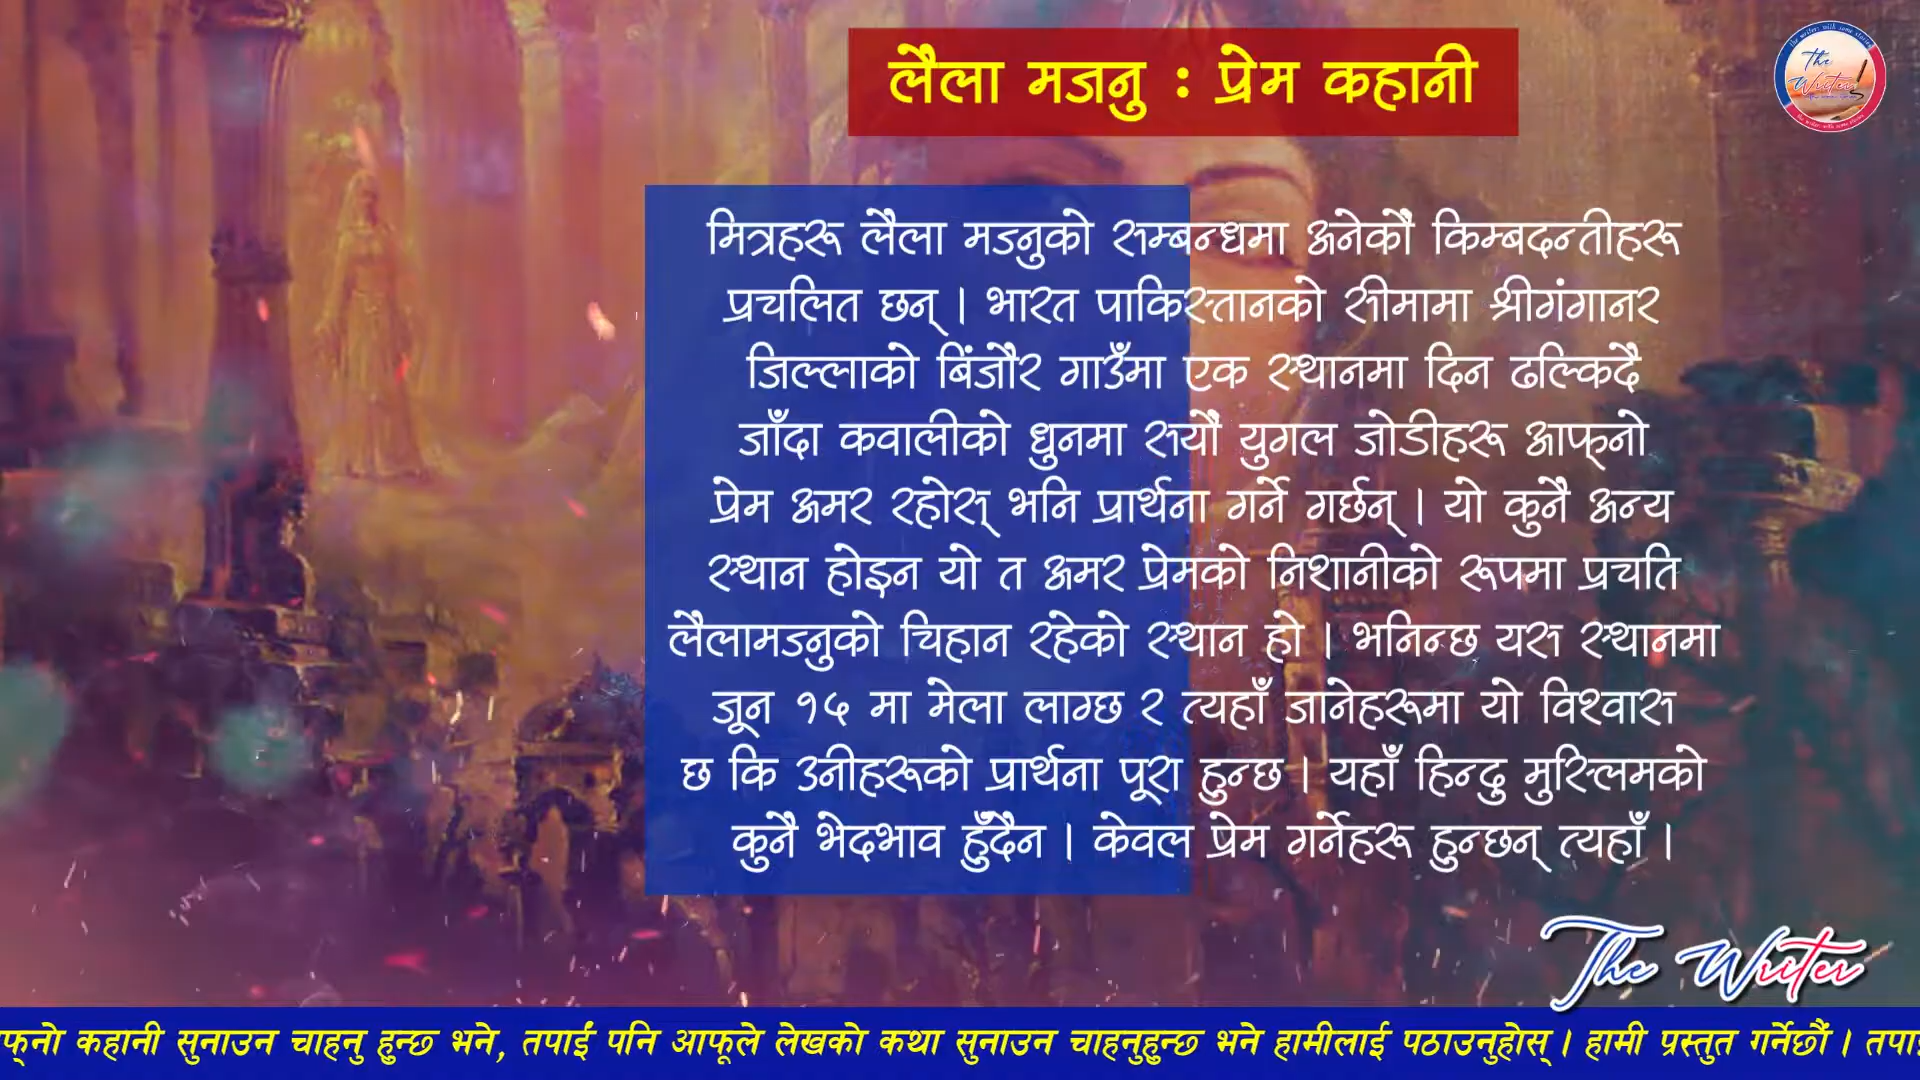 लैला मजनु : प्रेम कहानी
The Writer
मित्रहरू लैला मजनुको सम्बन्धमा अनेकौं किम्बदन्तीहरू
प्रचलित छन् । भारत पाकिस्तानको सीमामा श्रीगंगानर
जिल्लाको बिंजौर गाउँमा एक स्थानमा दिन ढल्किदै
जाँदा कवालीको धुनमा सयौं युगल जोडीहरू आफ्नो
प्रेम अमर रहोस् भनि प्रार्थना गर्ने गर्छन् । यो कुनै अन्य
स्थान होइन यो त अमर प्रेमको निशानीको रूपमा प्रचति
लैलामजनुको चिहान रहेको स्थान हो । भनिन्छ यस स्थानमा
जून १५ मा मेला लाग्छ र त्यहाँ जानेहरूमा यो विश्वास
छ कि उनीहरूको प्रार्थना पूरा हुन्छ । यहाँ हिन्दु मुस्लिमको
कुनै भेदभाव हुँदैन । केवल प्रेम गर्नेहरू हुन्छन् त्यहाँ ।
The Writer
फ्नो कहानी सुनाउन चाहनु हुन्छ भने, तपाईं पनि आफूले लेखको कथा सुनाउन चाहनुहुन्छ भने हामीलाई पठाउनुहोस् । हामी प्रस्तुत गर्नेछौं ।